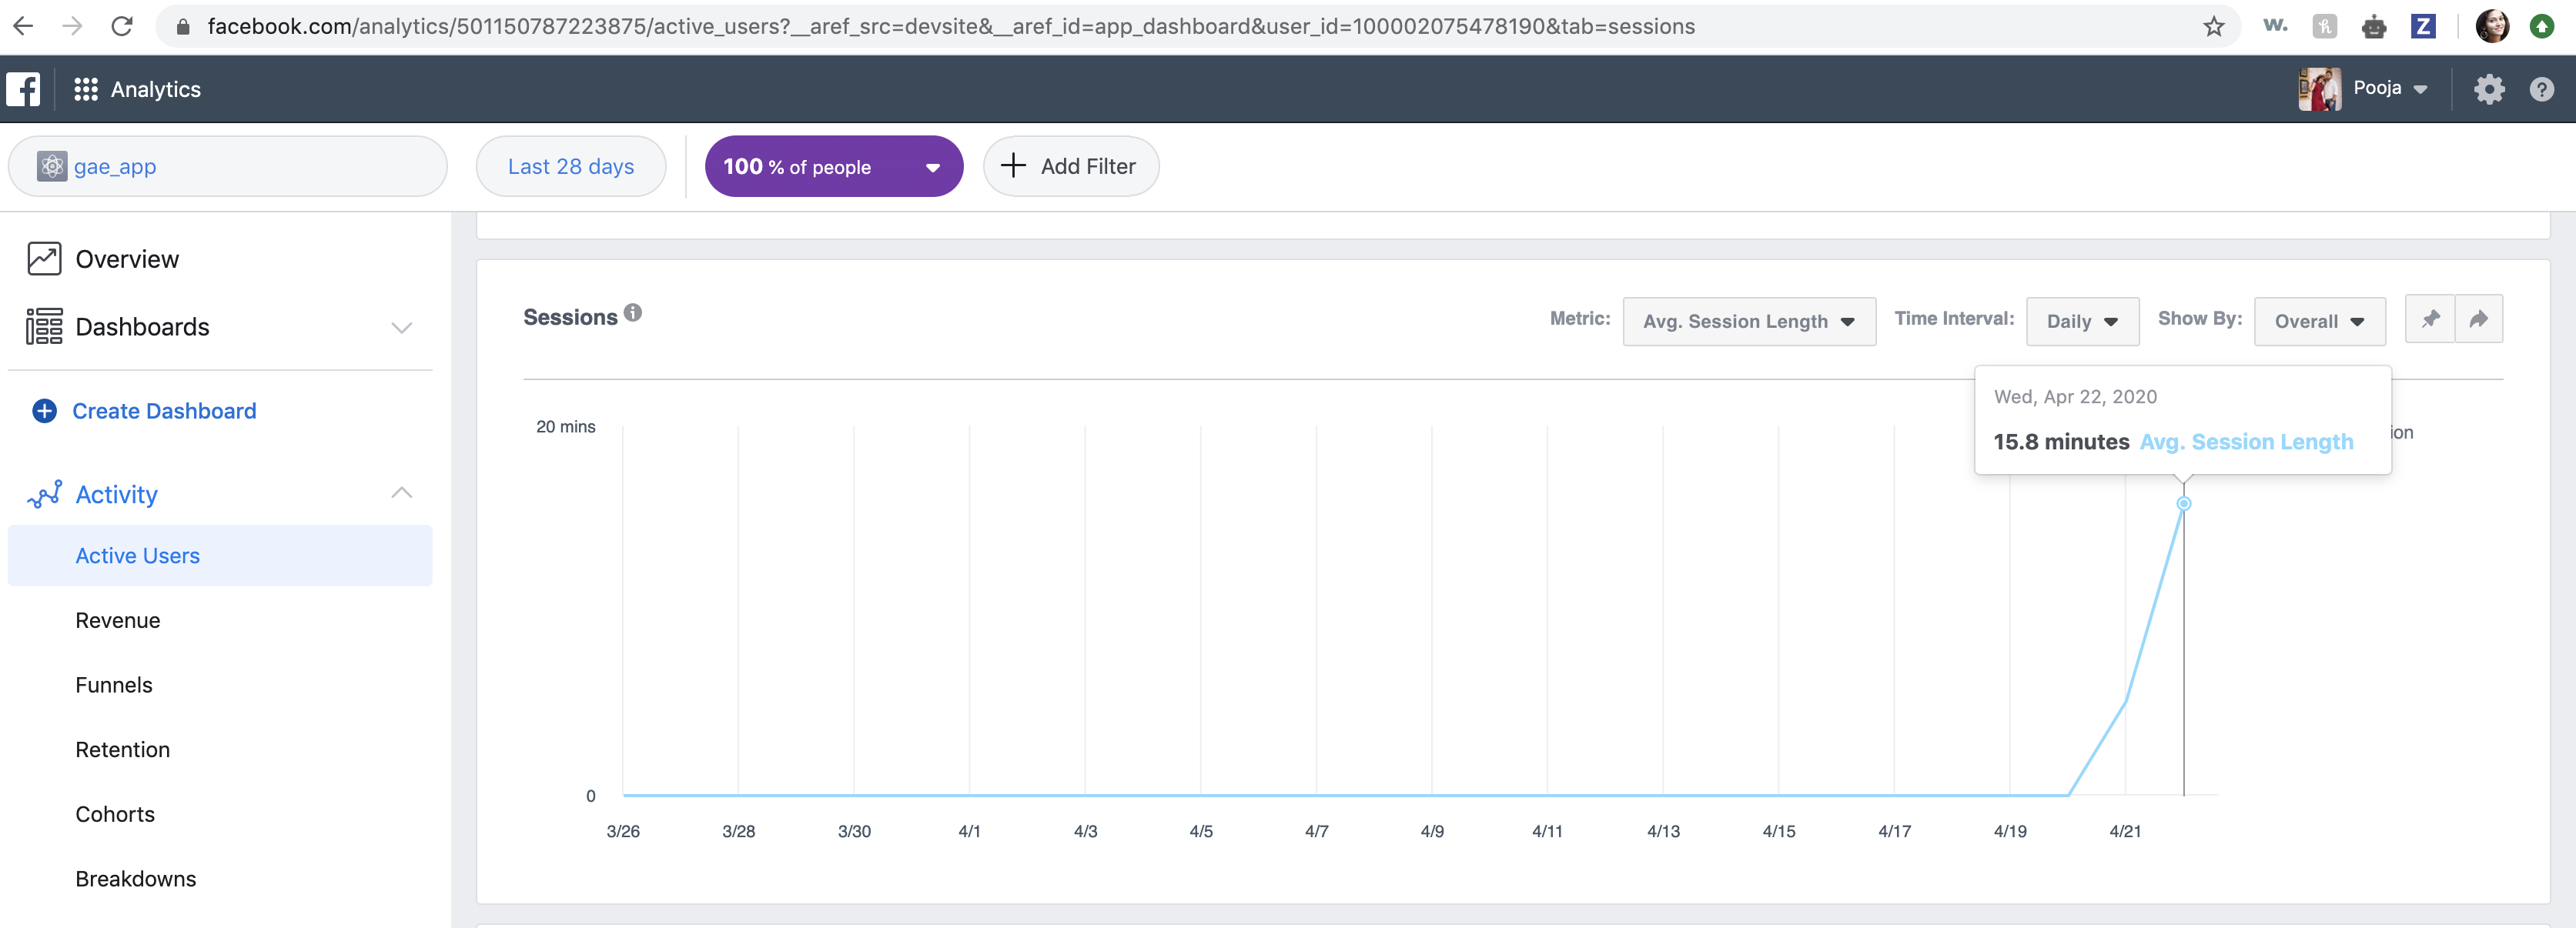 facebook.com/analytics/501150787223875/active_users?__aref_src=devsite&__aref_id=app_dashboard&user_id=100002075478190&tab=sessions
w.
h
Z
Analytics
Pooja
gae_app
Last 28 days
100 % of people
Add Filter
Overview
Dashboards
Create Dashboard
Activity
Active Users
Revenue
Funnels
Retention
Cohorts
Breakdowns
Sessions
Metric: Avg. Session Length Time Interval: Daily Show By: Overall
Wed, Apr 22, 2020
15.8 minutes Avg. Session Length
ion
20 mins
0
3/26 3/28 3/30 4/1 4/3 4/5 4/7 4/9 4/11 4/13 4/15 4/17 4/19 4/21